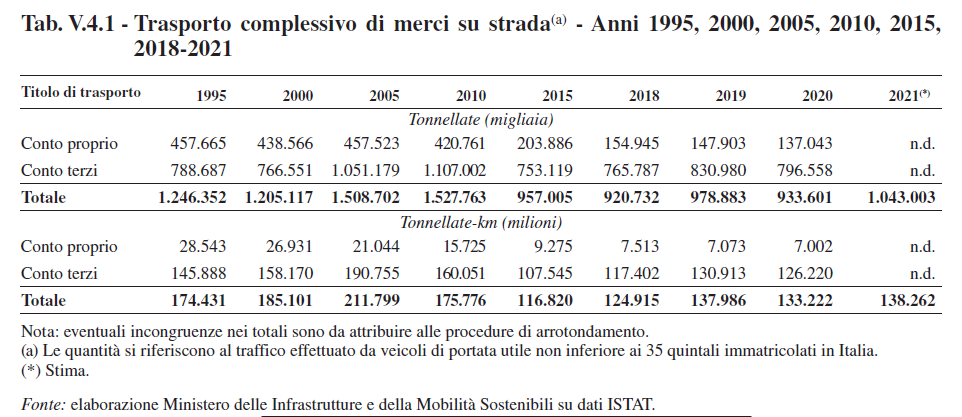 Tab. V.4.1 - Trasporto complessivo di merci su strada(a) - Anni 1995, 2000, 2005, 2010, 2015,
2018-2021
Titolo di trasporto 1995 2000 2005 2010 2015 2018 2019 2020 2021(*)
Tonnellate (migliaia)
Conto proprio 457.665 438.566 457.523 420.761 203.886 154.945 147.903 137.043 n.d.
Conto terzi 788.687 766.551 1.051.179 1.107.002 753.119 765.787 830.980 796.558 n.d.
Totale 1.246.352 1.205.117 1.508.702 1.527.763 957.005 920.732 978.883 933.601 1.043.003
Tonnellate-km (milioni)
Conto proprio 28.543 26.931 21.044 15.725 9.275 7.513 7.073 7.002 n.d.
Conto terzi 145.888 158.170 190.755 160.051 107.545 117.402 130.913 126.220 n.d.
Totale 174.431 185.101 211.799 175.776 116.820 124.915 137.986 133.222 138.262
Nota: eventuali incongruenze nei totali sono da attribuire alle procedure di arrotondamento.
(a) Le quantità si riferiscono al traffico effettuato da veicoli di portata utile non inferiore ai 35 quintali immatricolati in Italia.
(*) Stima.
Fonte: elaborazione Ministero delle Infrastrutture e della Mobilità Sostenibili su dati ISTAT.